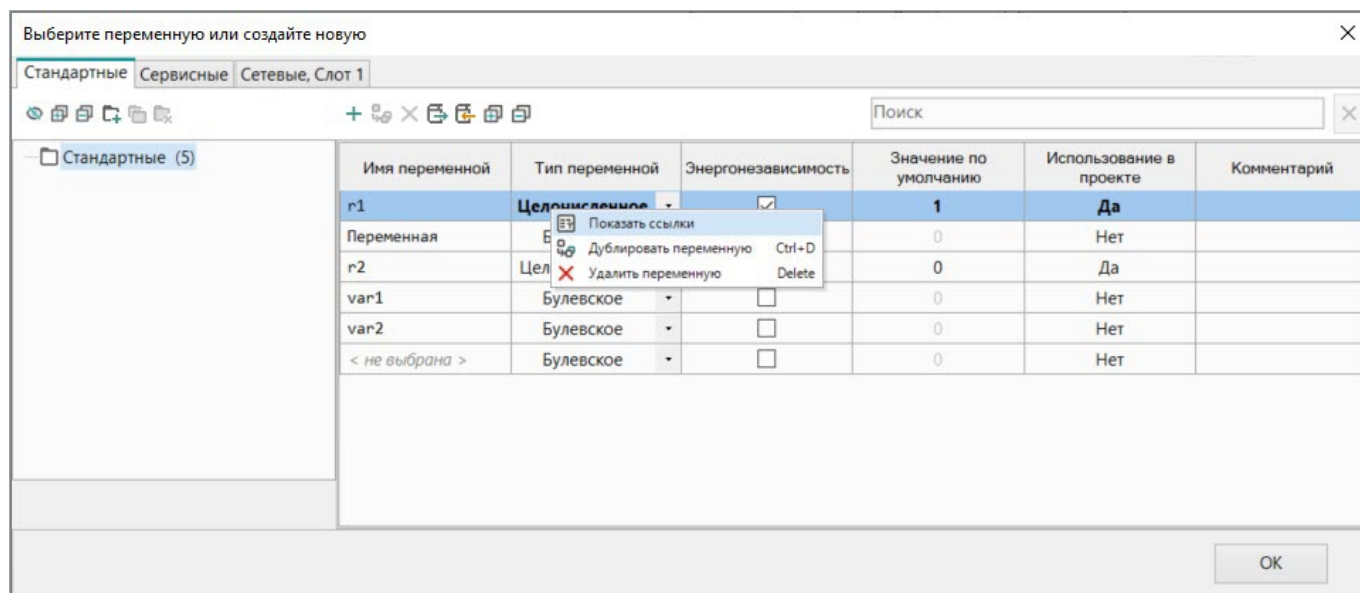 Выберите переменную или создайте новую
Стандартные Сервисные Сетевые, Слот 1
Поиск
Стандартные (5)
Имя переменной Тип переменной Энергонезависимость Значение по умолчанию Использование в проекте Комментарий
r1 Целочисленное 1 Да
Показать ссылки
Переменная Б 0 Нет
Дублировать переменную Ctrl+D
r2 Цел 0 Да
Удалить переменную Delete
var1 Булевское 0 Нет
var2 Булевское 0 Нет
< не выбрана > Булевское 0 Нет
OK